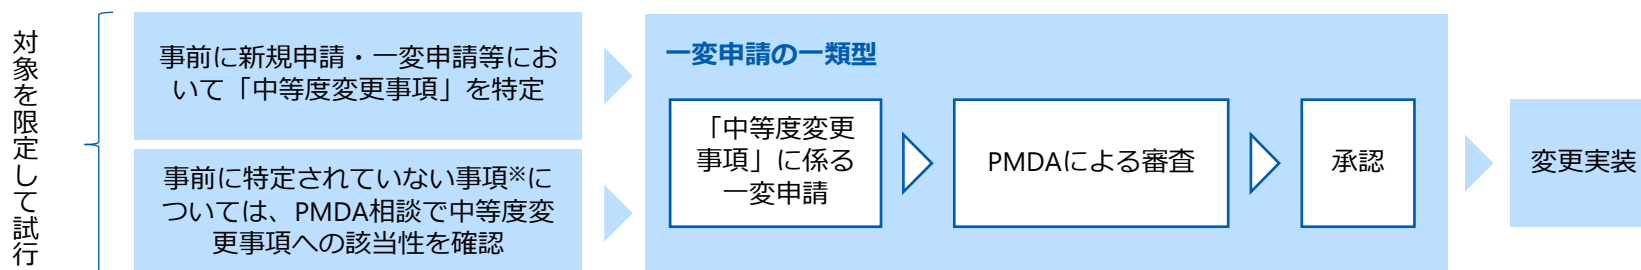 対象を限定して試行
事前に新規申請・一変申請等にお
いて「中等度変更事項」を特定
事前に特定されていない事項※に
ついては、PMDA相談で中等度変
更事項への該当性を確認
一変申請の一類型
「中等度変更
事項」に係る
一変申請
PMDAによる審査
承認
変更実装